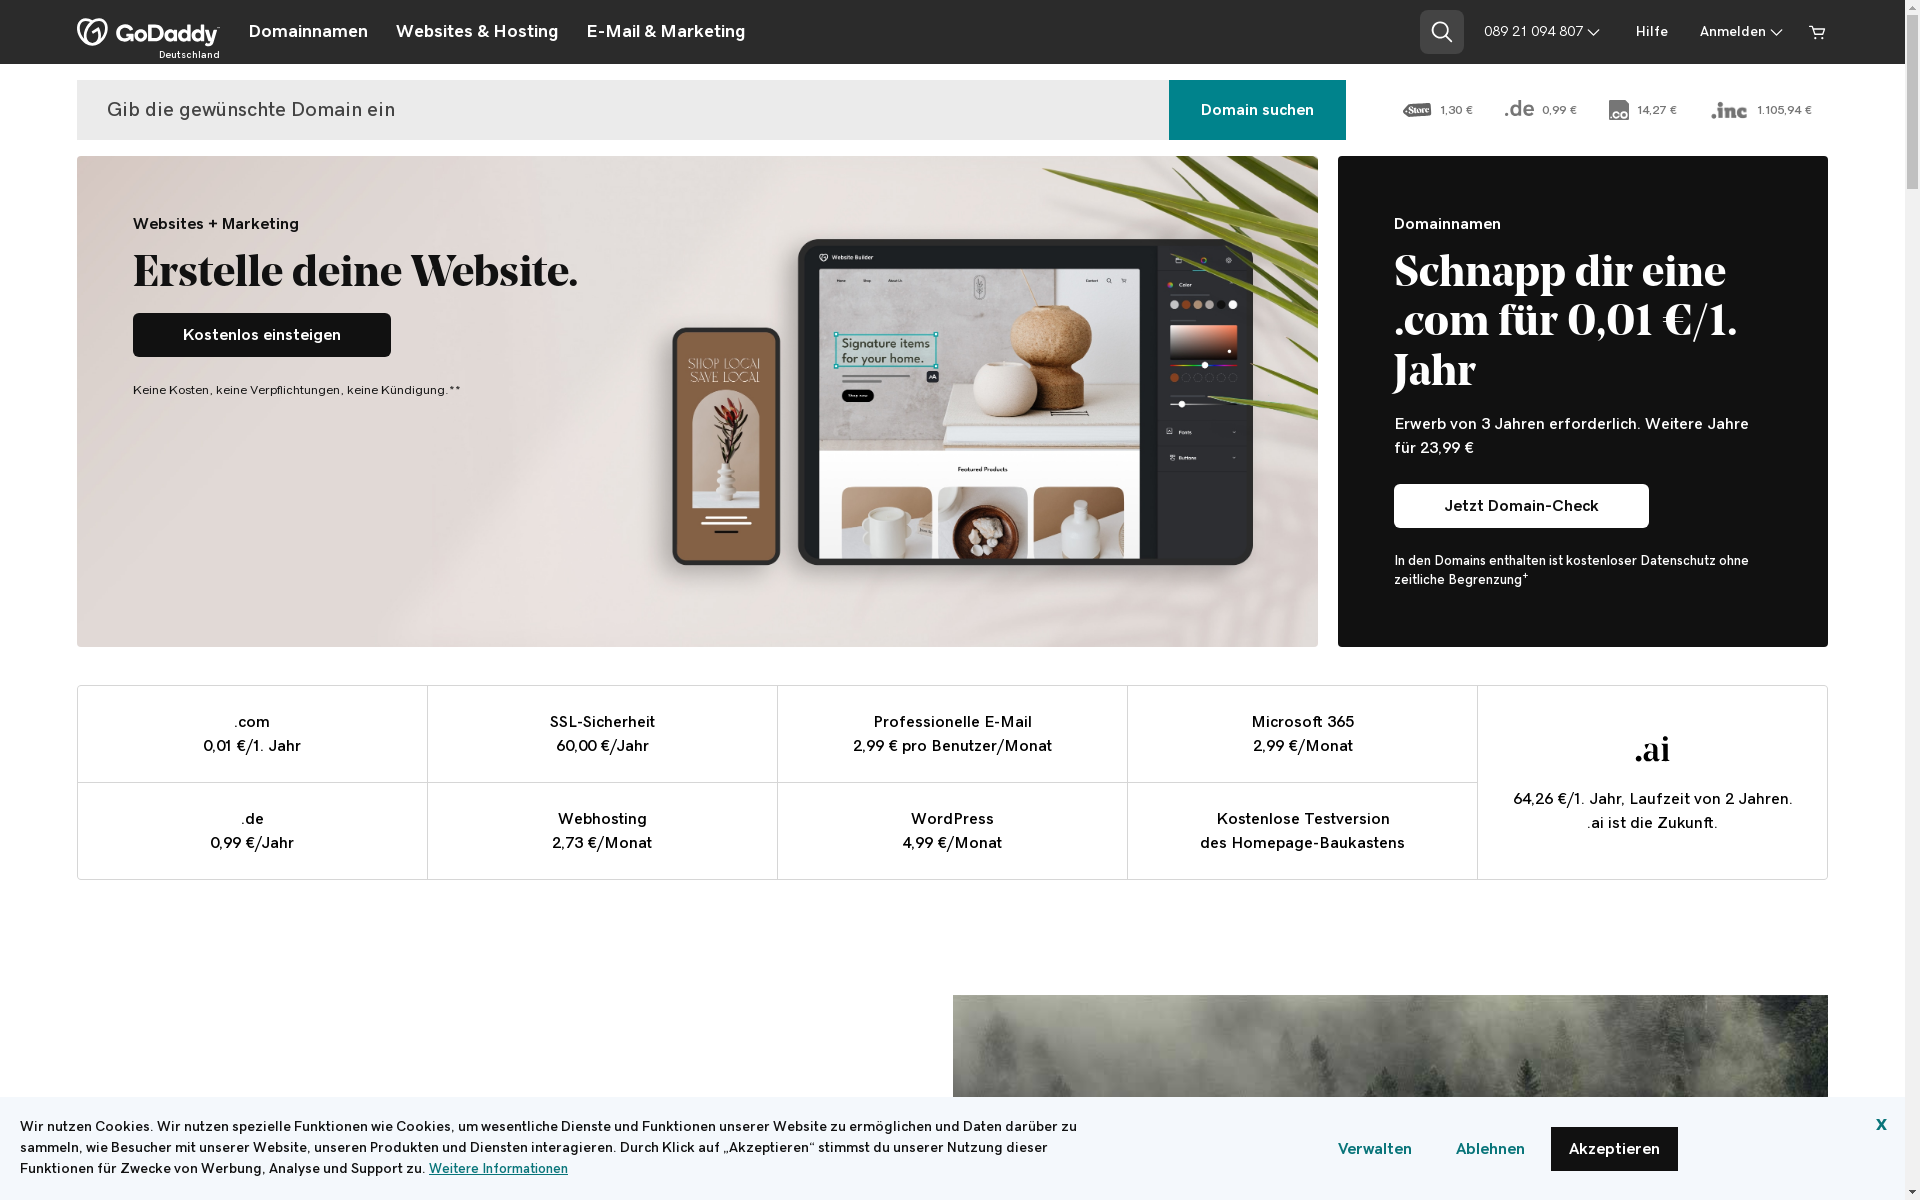 GoDaddy
Deutschland
Domainnamen
Websites & Hosting
E-Mail & Marketing
089 21 094 807
Hilfe
Anmelden
Gib die gewünschte Domain ein
Domain suchen
.Store 1,30 €
.de 0,99 €
.co 14,27 €
.inc 1.105,94 €
Websites + Marketing
Erstelle deine Website.
Kostenlos einsteigen
Keine Kosten, keine Verpflichtungen, keine Kündigung.**
SHOP LOCAL
SAVE LOCAL
Website Builder
Home
Shop
About Us
Contact
Signature items
for your home.
Shop now
Featured Products
Color
Fonts
Buttons
Domainnamen
Schnapp dir eine
.com für 0,01 €/1.
Jahr
Erwerb von 3 Jahren erforderlich. Weitere Jahre
für 23,99 €
Jetzt Domain-Check
In den Domains enthalten ist kostenloser Datenschutz ohne
zeitliche Begrenzung+
.com
0,01 €/1. Jahr
SSL-Sicherheit
60,00 €/Jahr
Professionelle E-Mail
2,99 € pro Benutzer/Monat
Microsoft 365
2,99 €/Monat
.de
0,99 €/Jahr
Webhosting
2,73 €/Monat
WordPress
4,99 €/Monat
Kostenlose Testversion
des Homepage-Baukastens
.ai
64,26 €/1. Jahr, Laufzeit von 2 Jahren.
.ai ist die Zukunft.
Wir nutzen Cookies. Wir nutzen spezielle Funktionen wie Cookies, um wesentliche Dienste und Funktionen unserer Website zu ermöglichen und Daten darüber zu
sammeln, wie Besucher mit unserer Website, unseren Produkten und Diensten interagieren. Durch Klick auf „Akzeptieren“ stimmst du unserer Nutzung dieser
Funktionen für Zwecke von Werbung, Analyse und Support zu. Weitere Informationen
Verwalten
Ablehnen
Akzeptieren
X